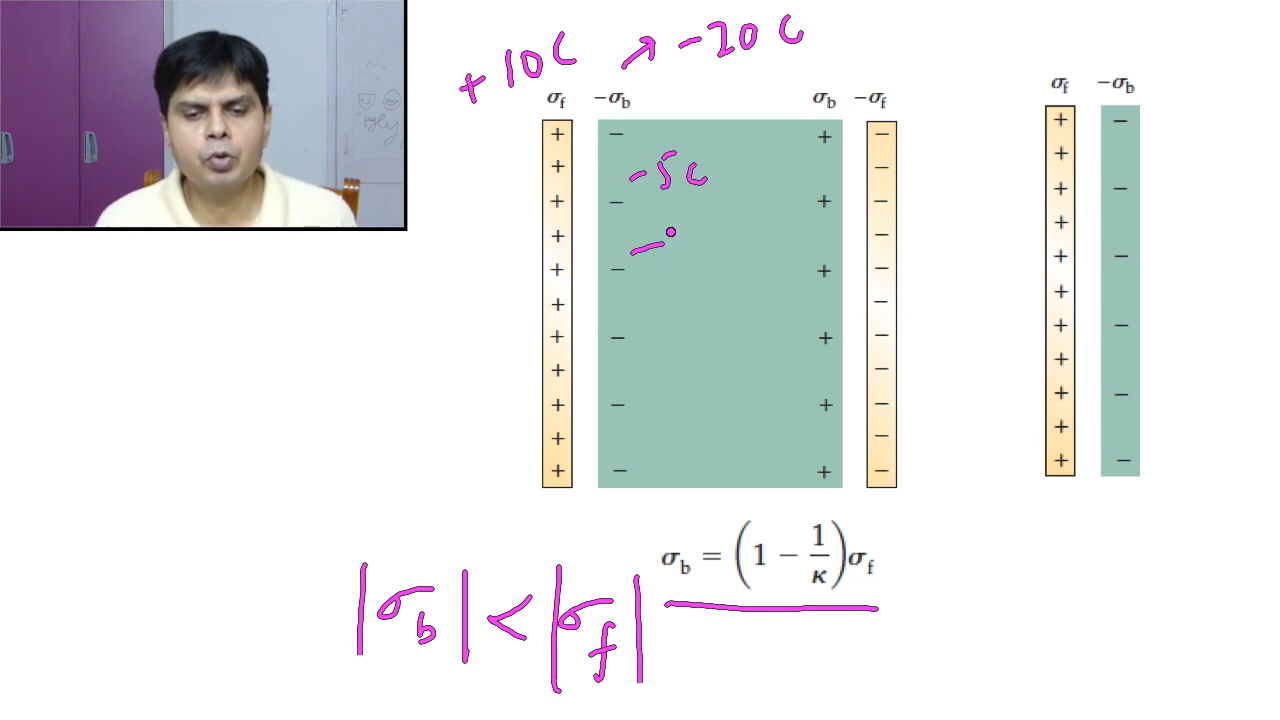 +10C ↗ -20C
σf −σb σb −σf
σf −σb
-5C
−
σb = (1 − 1/κ)σf
|σb| < |σf|